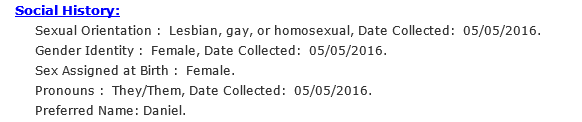 Social History:
Sexual Orientation : Lesbian, gay, or homosexual, Date Collected: 05/05/2016.
Gender Identity : Female, Date Collected: 05/05/2016.
Sex Assigned at Birth : Female.
Pronouns : They/Them, Date Collected: 05/05/2016.
Preferred Name: Daniel.